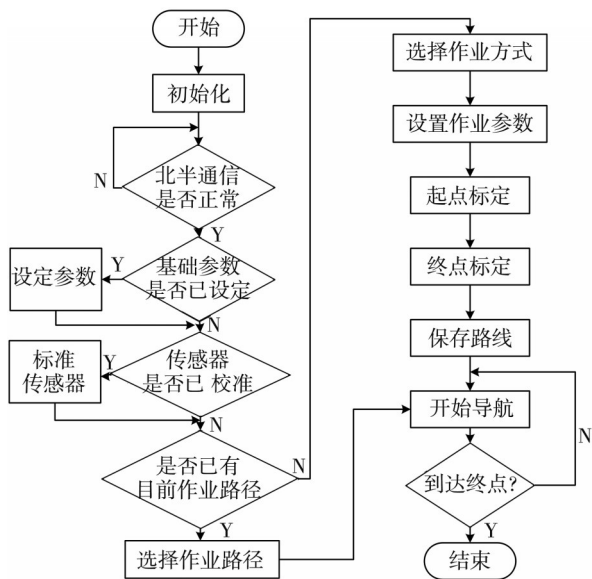 开始
初始化
北半通信
是否正常
N
Y
基础参数
是否已设定
Y
设定参数
N
传感器
是否已 校准
Y
标准
传感器
N
是否已有
目前作业路径
N
Y
选择作业路径
选择作业方式
设置作业参数
起点标定
终点标定
保存路线
开始导航
N
到达终点?
Y
结束